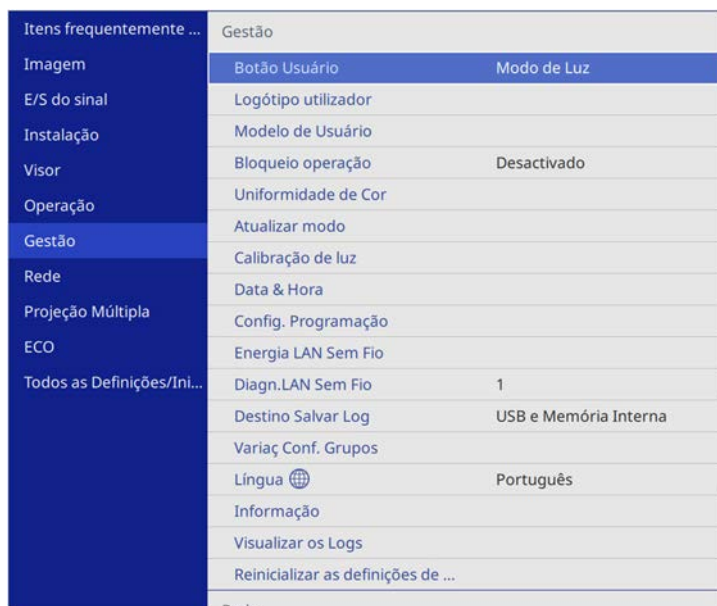 Itens frequentemente ...
Imagem
E/S do sinal
Instalação
Visor
Operação
Gestão
Rede
Projeção Múltipla
ECO
Todos as Definições/Ini...
Gestão
Botão Usuário Modo de Luz
Logótipo utilizador
Modelo de Usuário
Bloqueio operação Desactivado
Uniformidade de Cor
Atualizar modo
Calibração de luz
Data & Hora
Config. Programação
Energia LAN Sem Fio
Diagn.LAN Sem Fio 1
Destino Salvar Log USB e Memória Interna
Variaç Conf. Grupos
Língua Português
Informação
Visualizar os Logs
Reinicializar as definições de ...